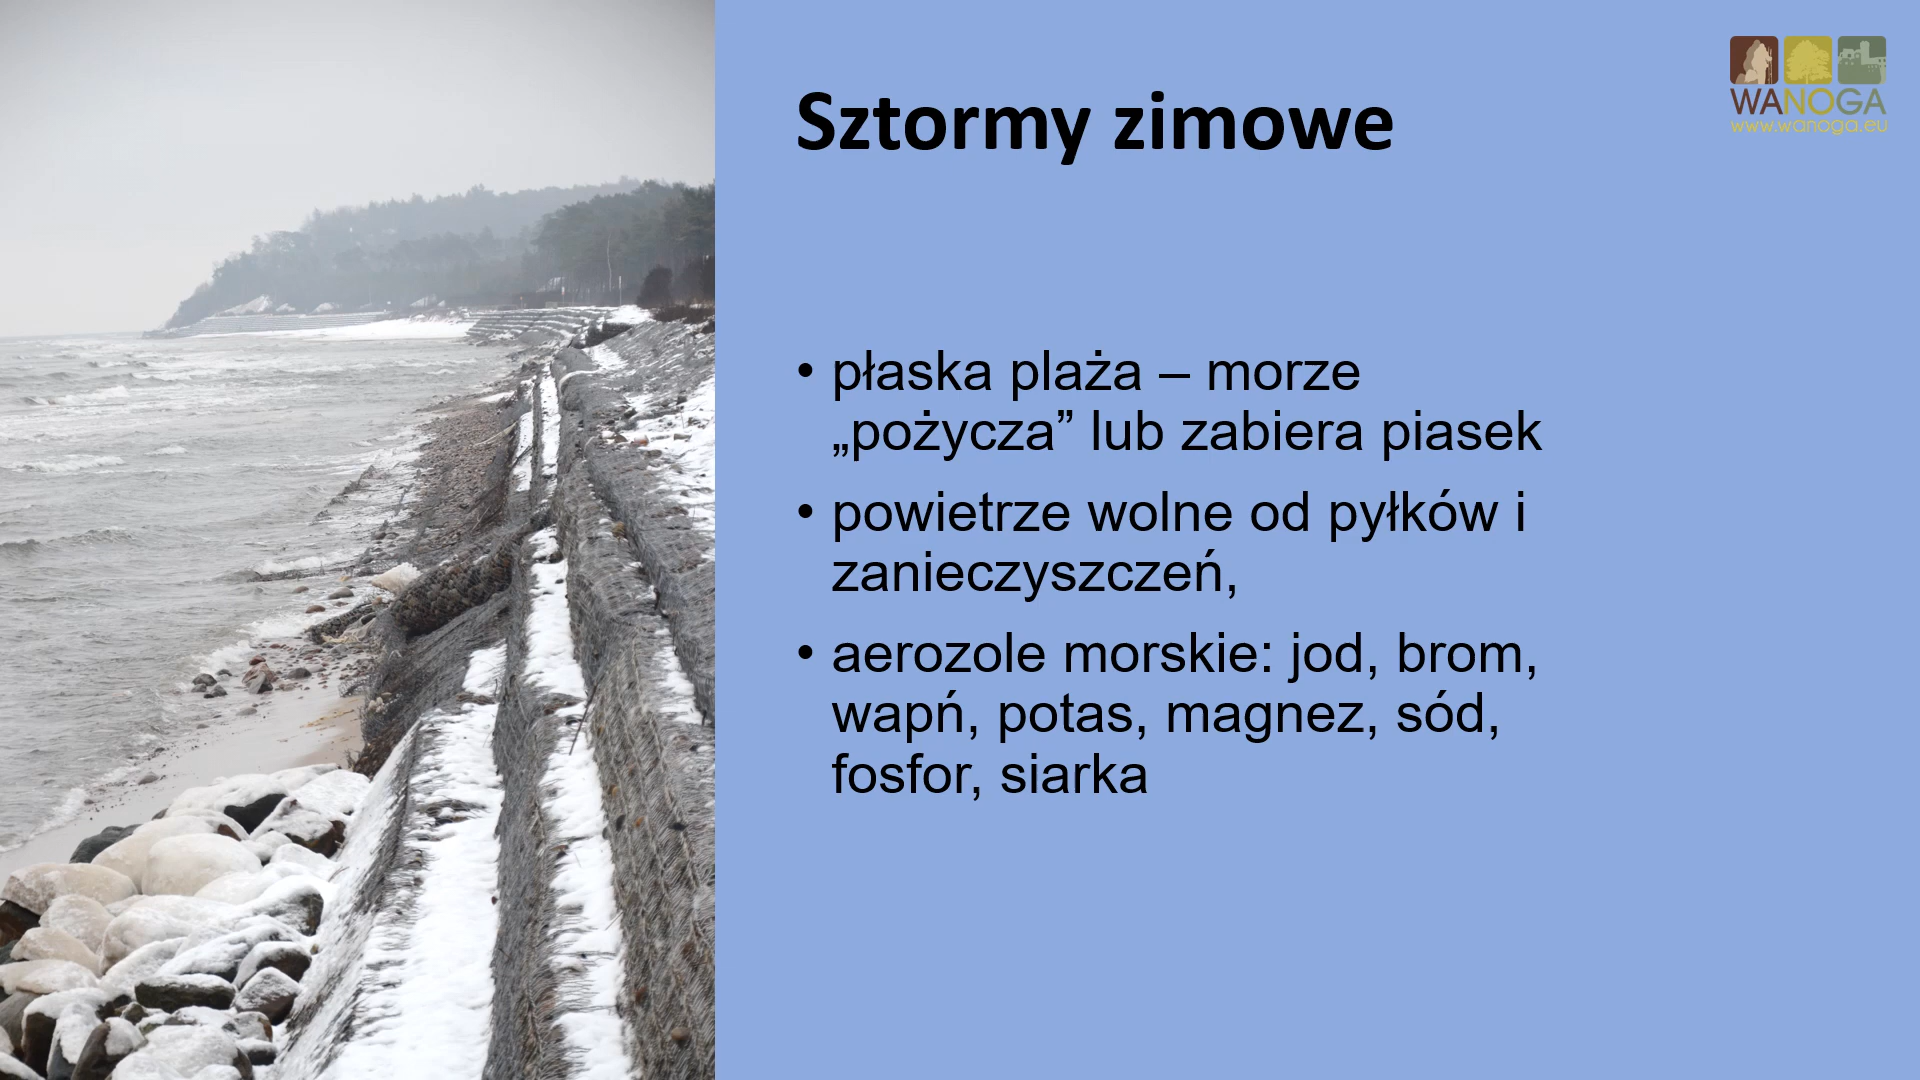 WANOGA
www.wanoga.eu
Sztormy zimowe
• płaska plaża – morze
„pożycza” lub zabiera piasek
• powietrze wolne od pyłków i
zanieczyszczeń,
• aerozole morskie: jod, brom,
wapń, potas, magnez, sód,
fosfor, siarka